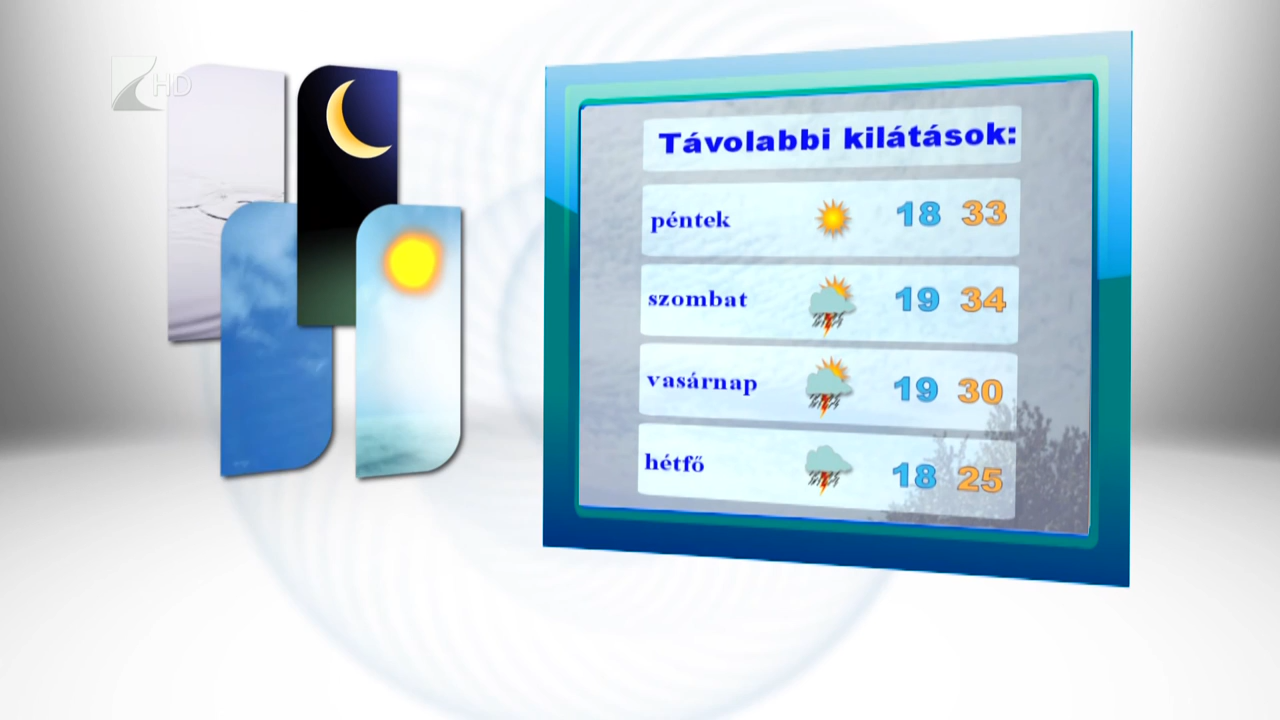 HD
Távolabbi kilátások:
péntek 18 33
szombat 19 34
vasárnap 19 30
hétfő 18 25